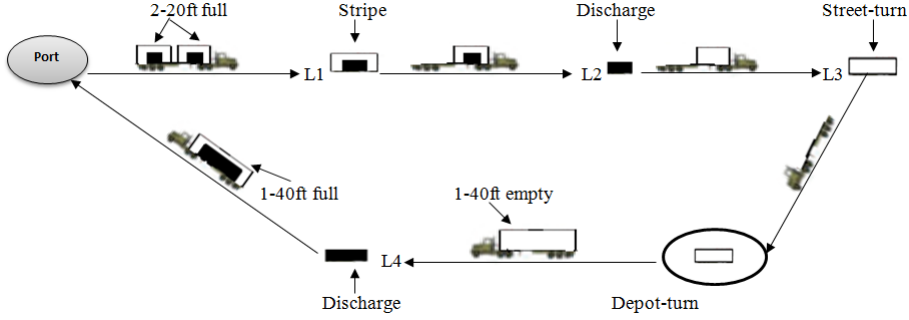 2-20ft full
Stripe
Discharge
Street-turn
Port
L1
L2
L3
1-40ft full
1-40ft empty
L4
Discharge
Depot-turn